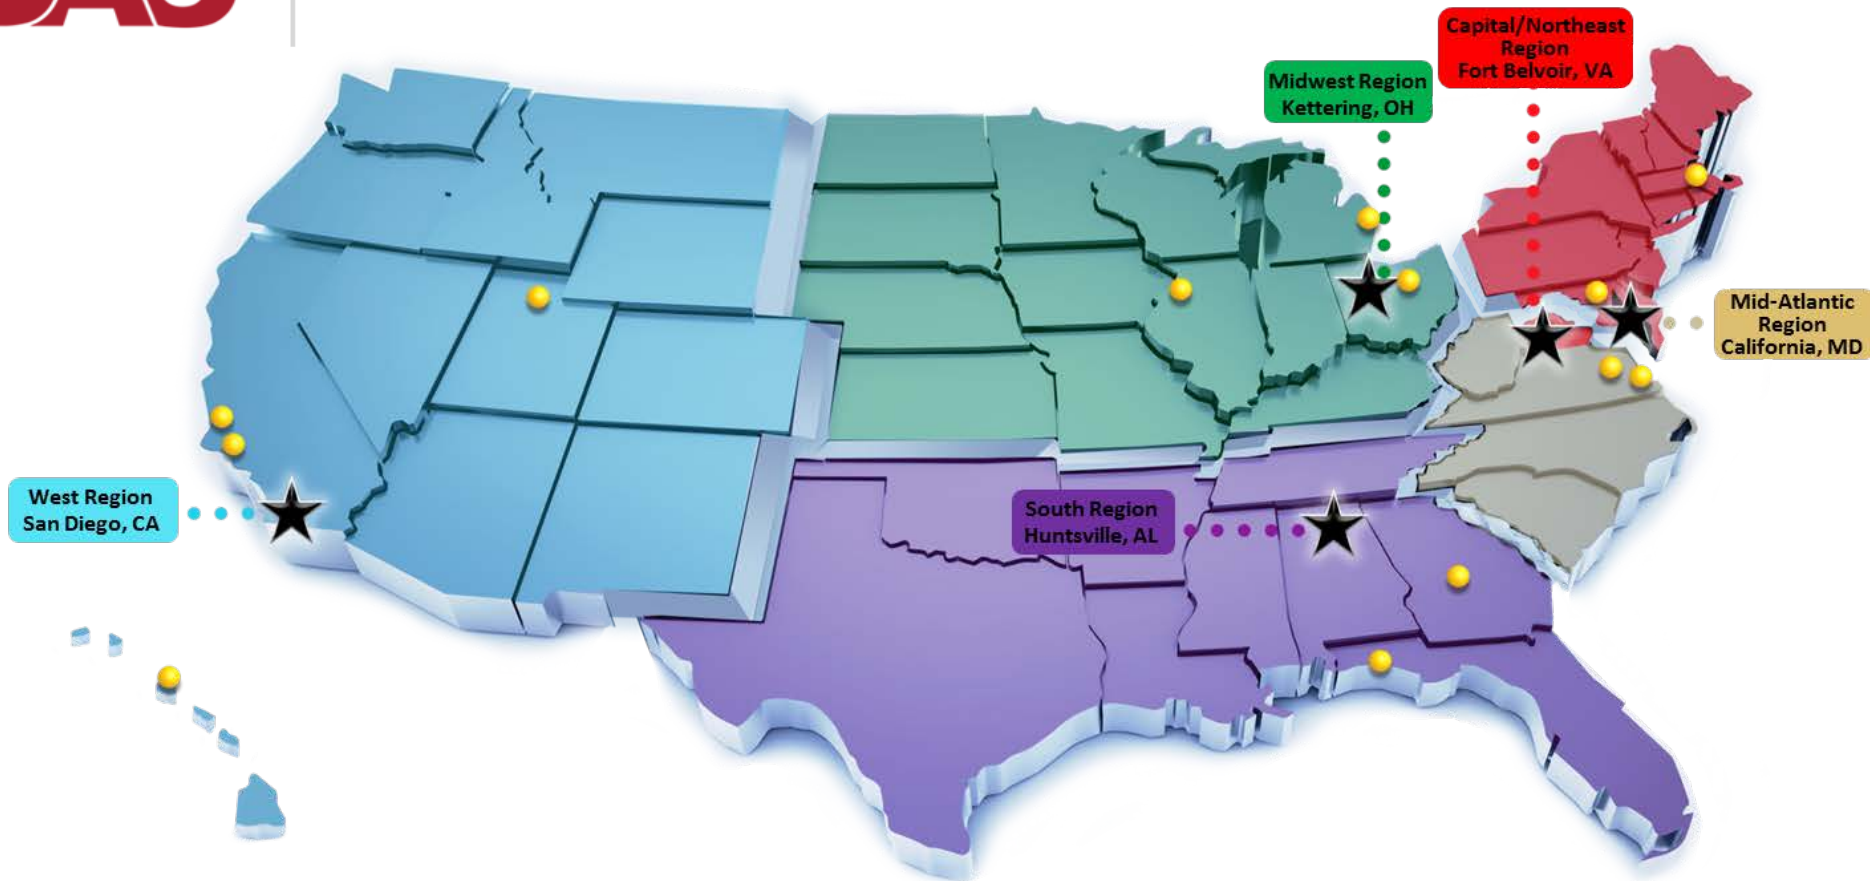 DAU
Capital/Northeast
Region
Fort Belvoir, VA
Midwest Region
Kettering, OH
Mid-Atlantic
Region
California, MD
West Region
San Diego, CA
South Region
Huntsville, AL